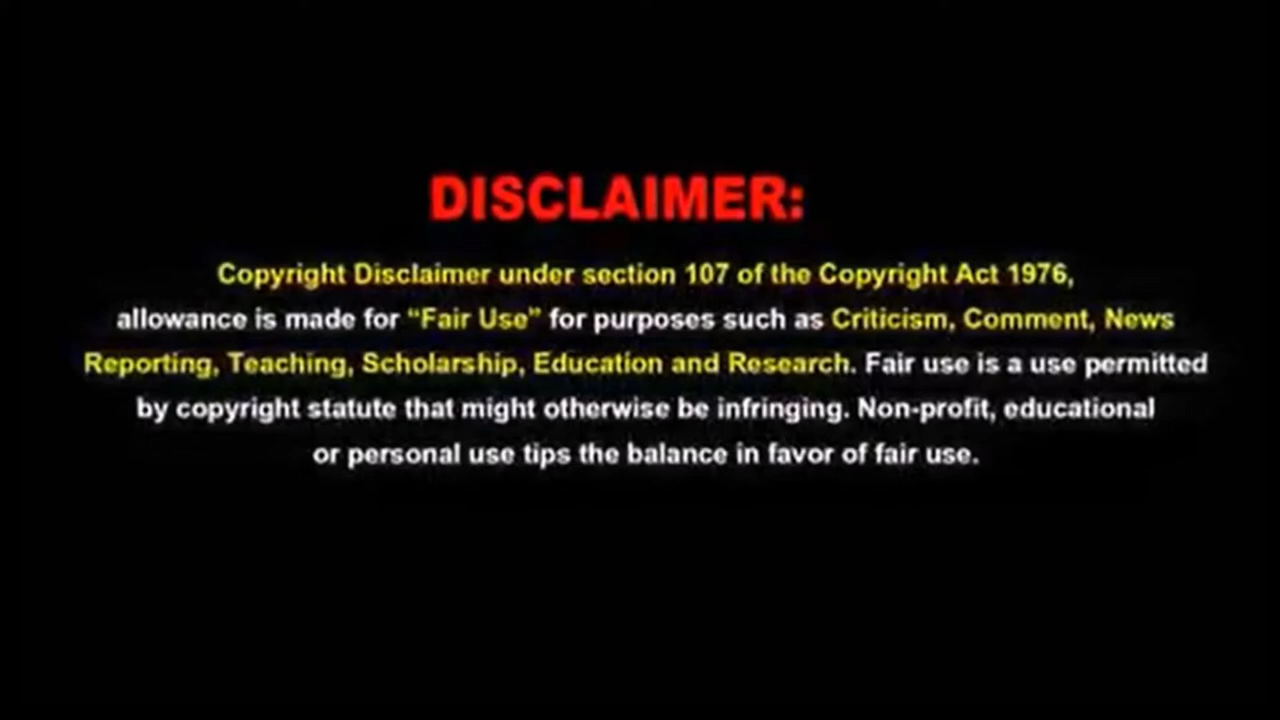 DISCLAIMER:
Copyright Disclaimer under section 107 of the Copyright Act 1976,
allowance is made for “Fair Use” for purposes such as Criticism, Comment, News
Reporting, Teaching, Scholarship, Education and Research. Fair use is a use permitted
by copyright statute that might otherwise be infringing. Non-profit, educational
or personal use tips the balance in favor of fair use.